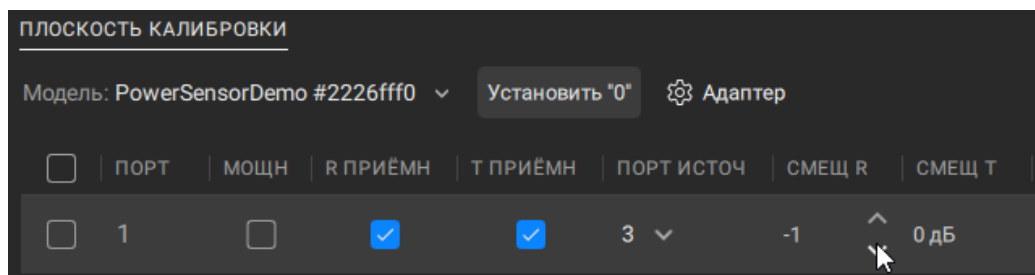 ПЛОСКОСТЬ КАЛИБРОВКИ
Модель: PowerSensorDemo #2226fff0 Установить "0" Адаптер
ПОРТ МОЩН R ПРИЁМН T ПРИЁМН ПОРТ ИСТОЧ СМЕЩ R СМЕЩ T
1 3 -1 0 дБ